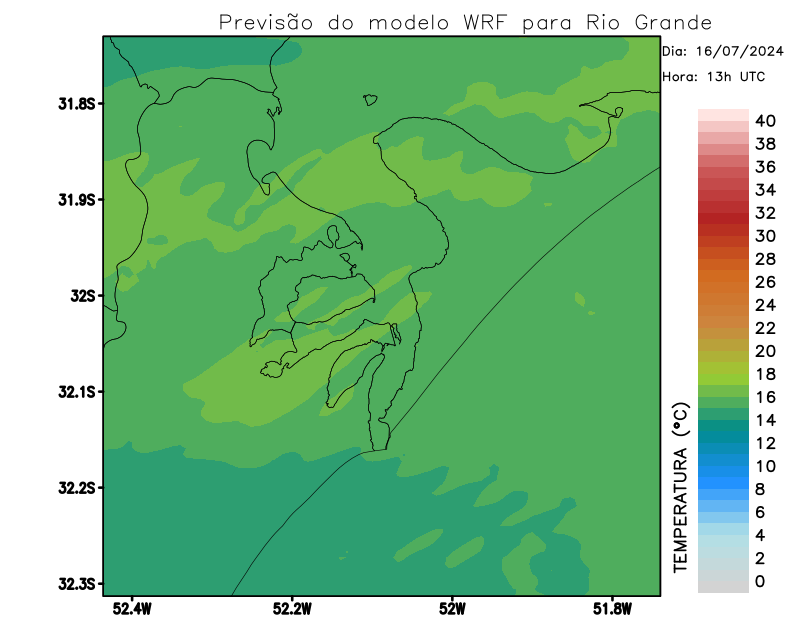 Previsão do modelo WRF para Rio Grande
Dia: 16/07/2024
Hora: 13h UTC
31.8S
31.9S
32S
32.1S
32.2S
32.3S
52.4W
52.2W
52W
51.8W
TEMPERATURA (°C)
40
38
36
34
32
30
28
26
24
22
20
18
16
14
12
10
8
6
4
2
0